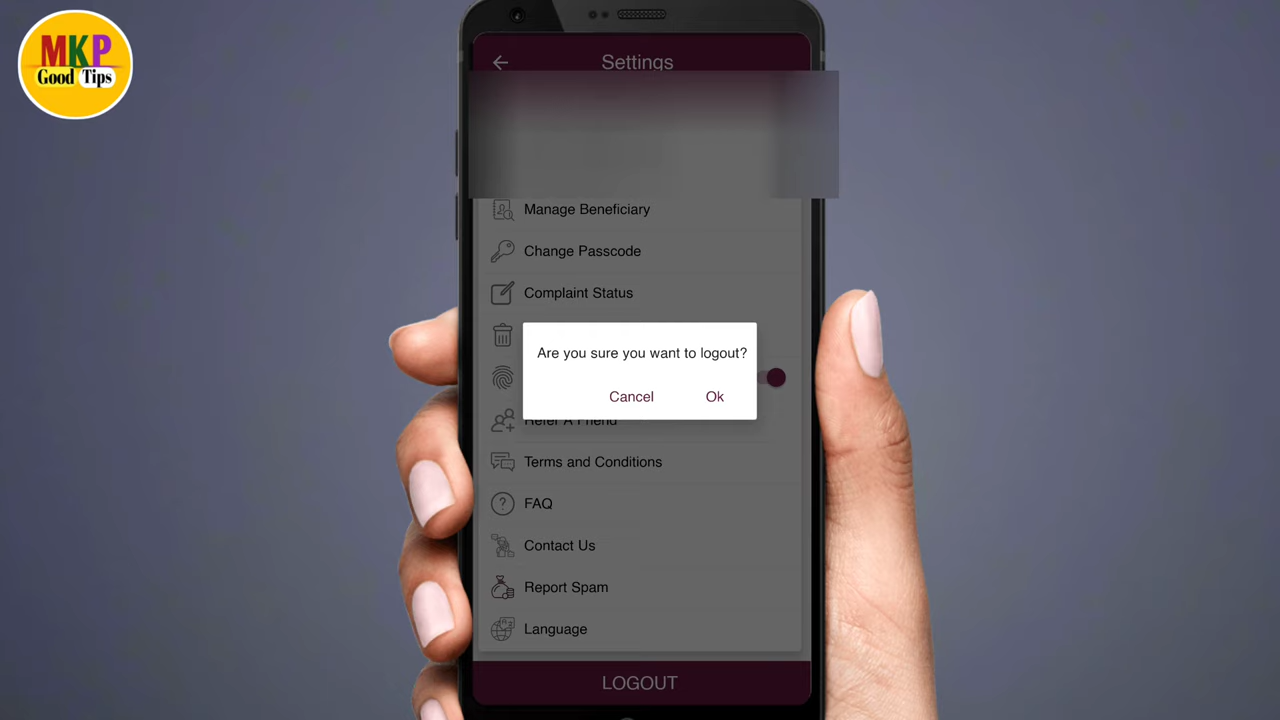 MKP
Good Tips
Settings
Manage Beneficiary
Change Passcode
Complaint Status
Are you sure you want to logout?
Cancel Ok
Refer A Friend
Terms and Conditions
FAQ
Contact Us
Report Spam
Language
LOGOUT